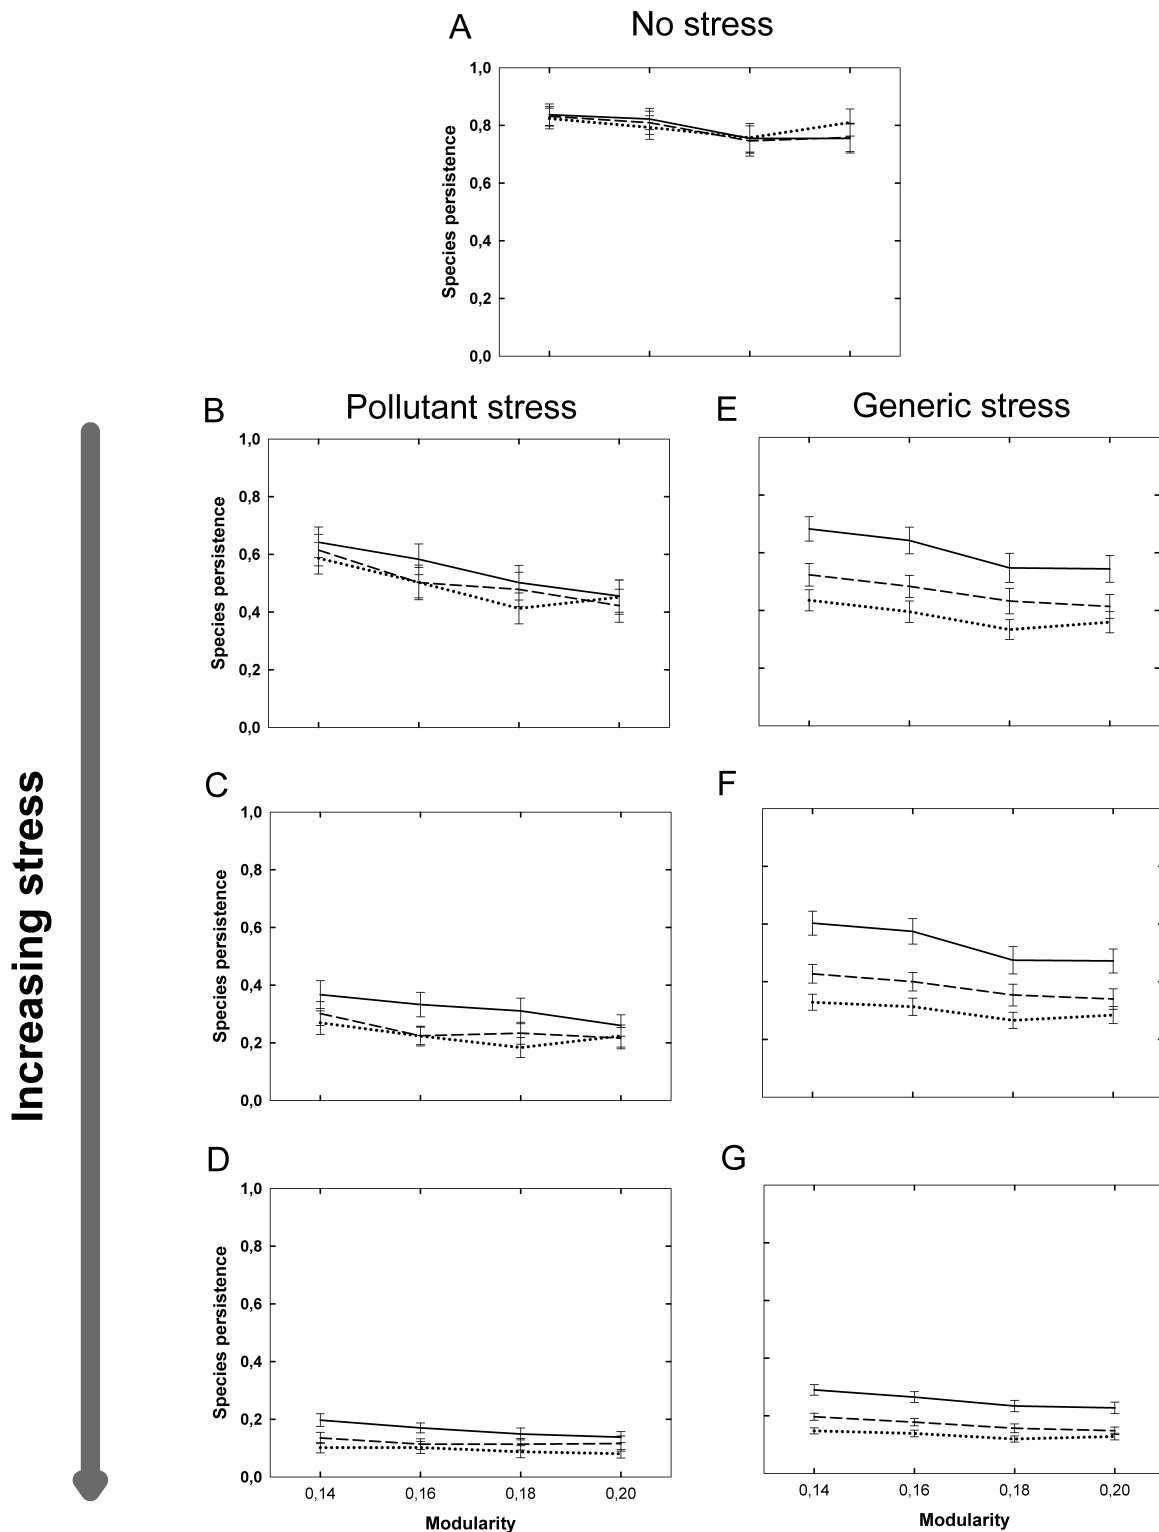 A
No stress
1,0
0,8
0,6
0,4
0,2
0,0
Species persistence
Increasing stress
B
Pollutant stress
1,0
0,8
0,6
0,4
0,2
0,0
Species persistence
E
Generic stress
C
1,0
0,8
0,6
0,4
0,2
0,0
Species persistence
F
D
1,0
0,8
0,6
0,4
0,2
0,0
Species persistence
0,14 0,16 0,18 0,20
Modularity
G
0,14 0,16 0,18 0,20
Modularity